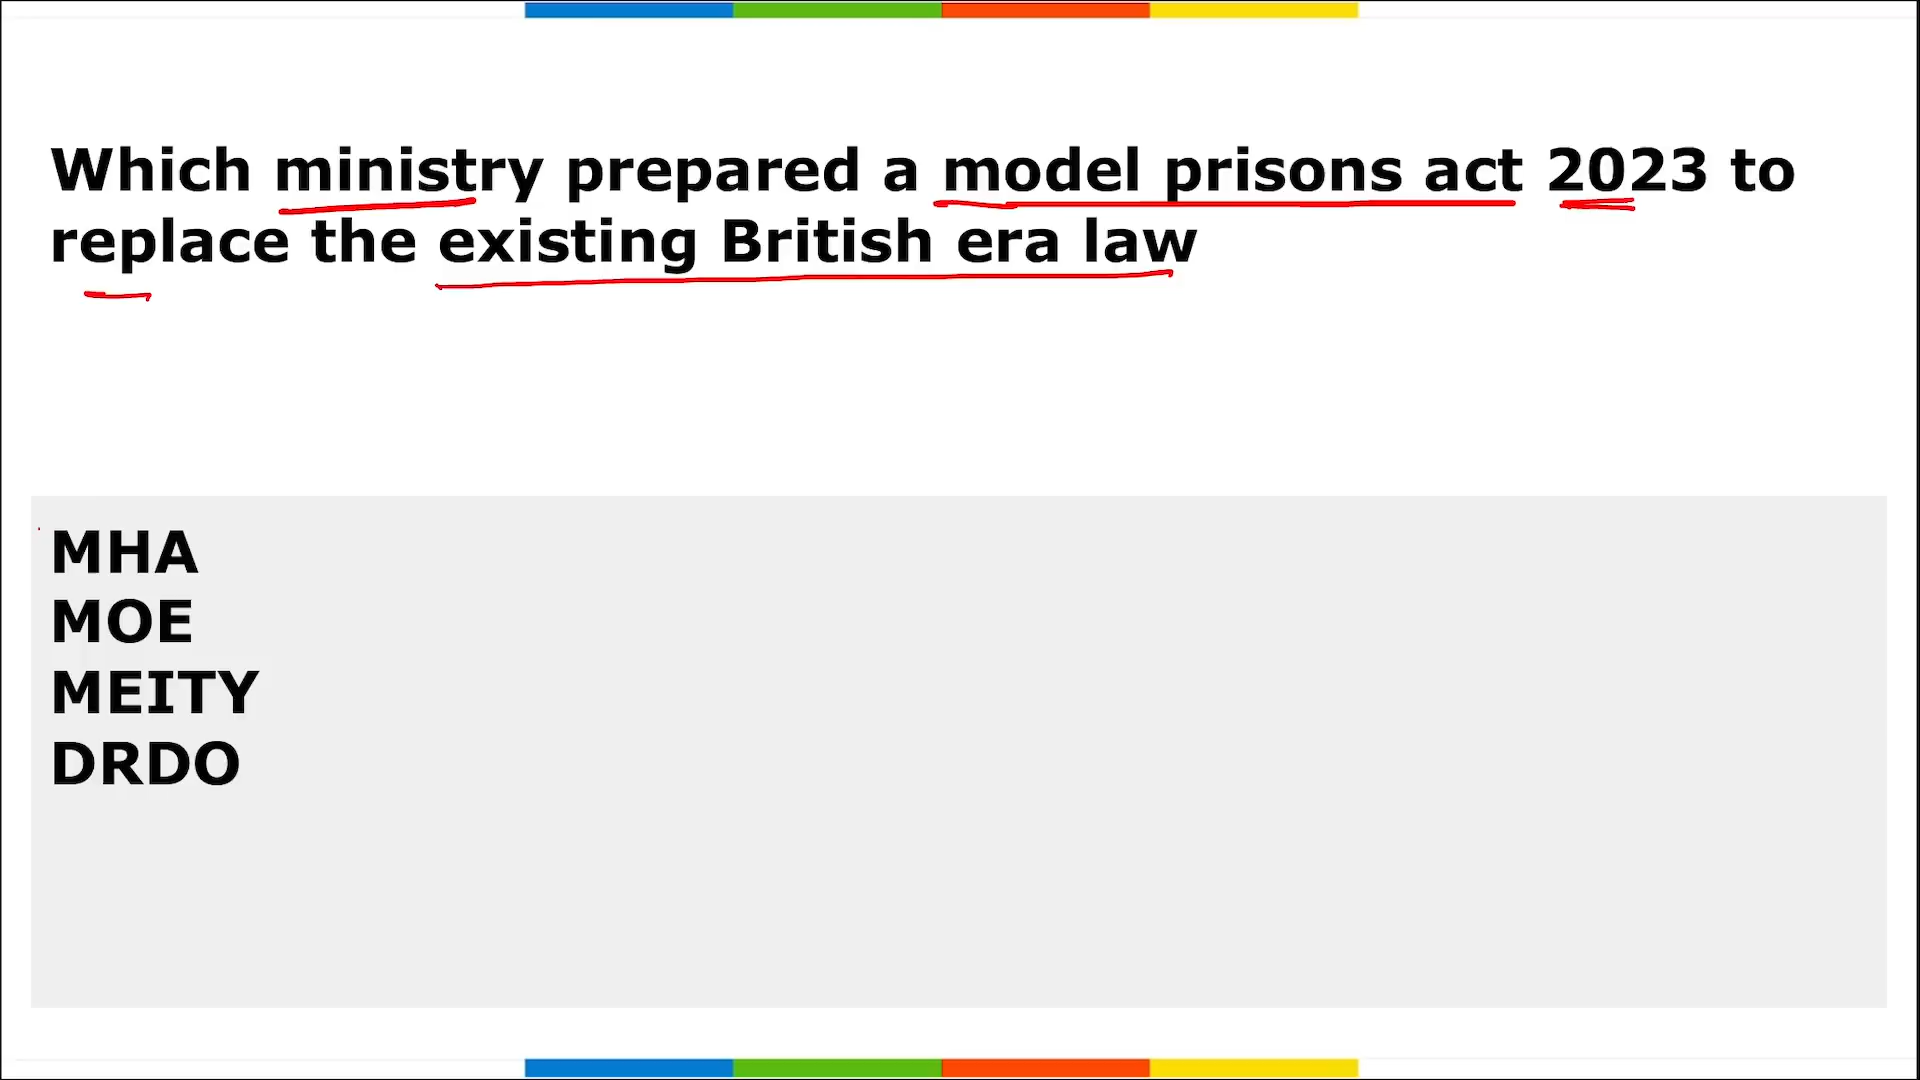 Which ministry prepared a model prisons act 2023 to
replace the existing British era law
MHA
MOE
MEITY
DRDO